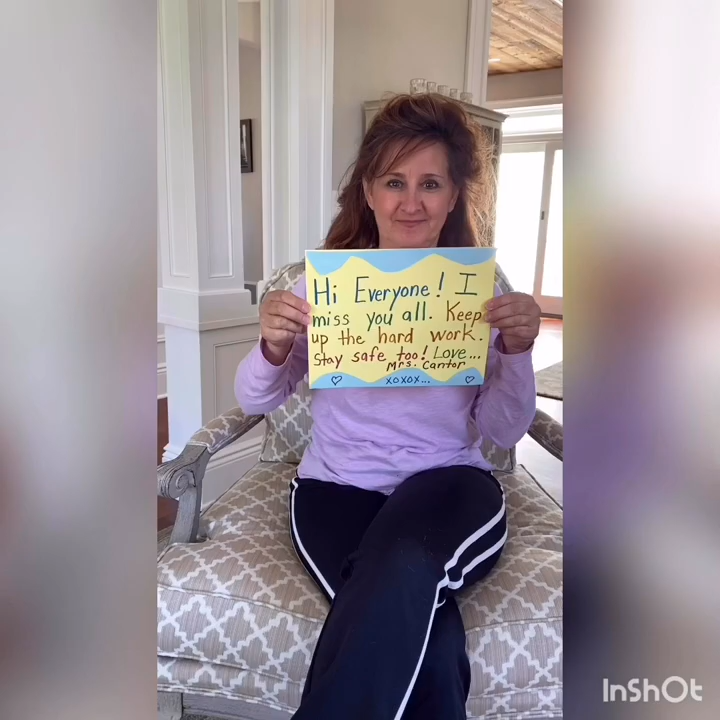 Hi Everyone! I
miss you all. Keep
up the hard work.
Stay safe too! Love...
Mrs. Cantor
xoxox...
InShOt